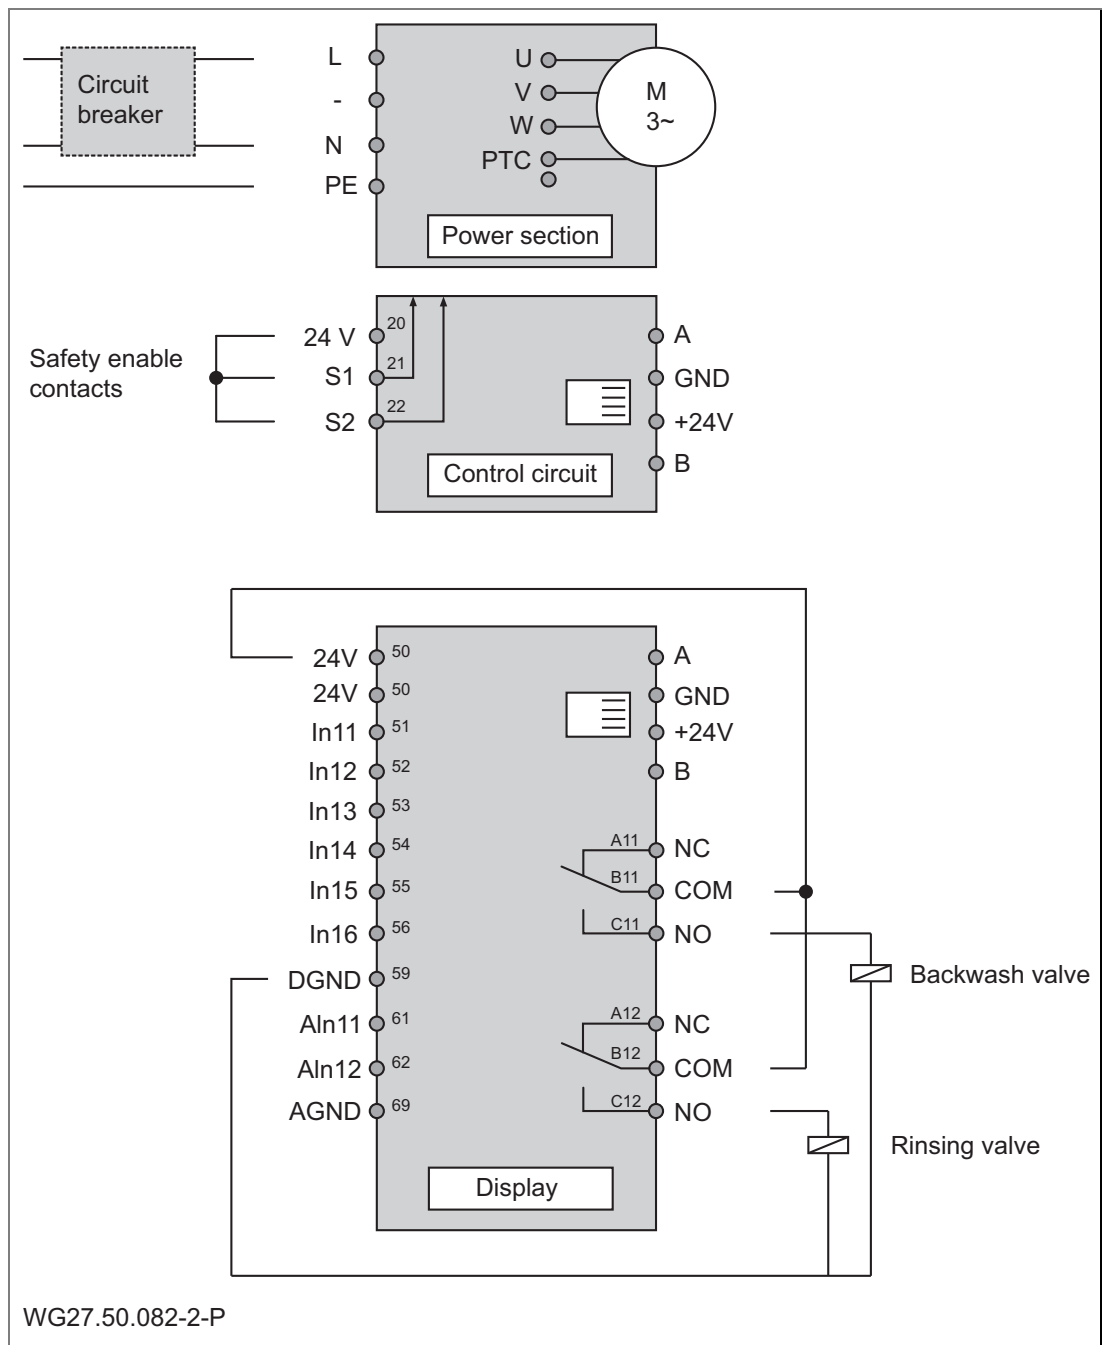 Circuit
breaker
L
-
N
PE
U
V
W
PTC
M
3~
Power section
Safety enable
contacts
24 V 20
S1 21
S2 22
A
GND
+24V
B
Control circuit
24V 50
24V 50
In11 51
In12 52
In13 53
In14 54
In15 55
In16 56
DGND 59
AIn11 61
AIn12 62
AGND 69
A
GND
+24V
B
A11 NC
B11 COM
C11 NO
Backwash valve
A12 NC
B12 COM
C12 NO
Rinsing valve
Display
WG27.50.082-2-P